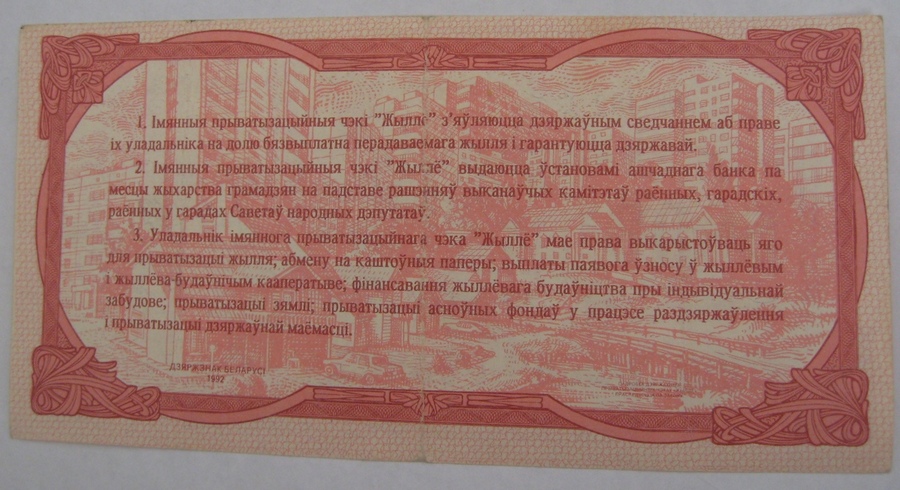 1. Імянныя прыватызацыйныя чэкі "Жыллё" з'яўляюцца дзяржаўным сведчаннем аб праве
іх уладальніка на долю бязвыплатна перадаваемага жылля і гарантуюцца дзяржавай.
2. Імянныя прыватызацыйныя чэкі "Жыллё" выдаюцца ўстановамі ашчаднага банка па
месцы жыхарства грамадзян на падставе рашэнняў выканаўчых камітэтаў раённых, гарадскіх,
раённых у гарадах Саветаў народных дэпутатаў.
3. Уладальнік імяннога прыватызацыйнага чэка "Жыллё" мае права выкарыстоўваць яго
для прыватызацыі жылля; абмену на каштоўныя паперы; выплаты паявога ўзносу ў жыллёвым
і жыллёва-будаўнічым кааператыве; фінансавання жыллёвага будаўніцтва пры індывідуальнай
забудове; прыватызацыі зямлі; прыватызацыі асноўных фондаў у працэсе раздзяржаўлення
і прыватызацыі дзяржаўнай маёмасці.
ДЗЯРЖЗНАК БЕЛАРУСІ
1992